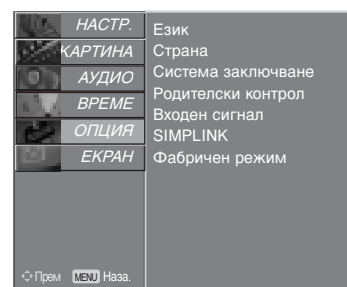 НАСТР.
КАРТИНА
АУДИО
ВРЕМЕ
ОПЦИЯ
ЕКРАН
Език
Страна
Система заключване
Родителски контрол
Входен сигнал
SIMPLINK
Фабричен режим
Прем MENU Наза.